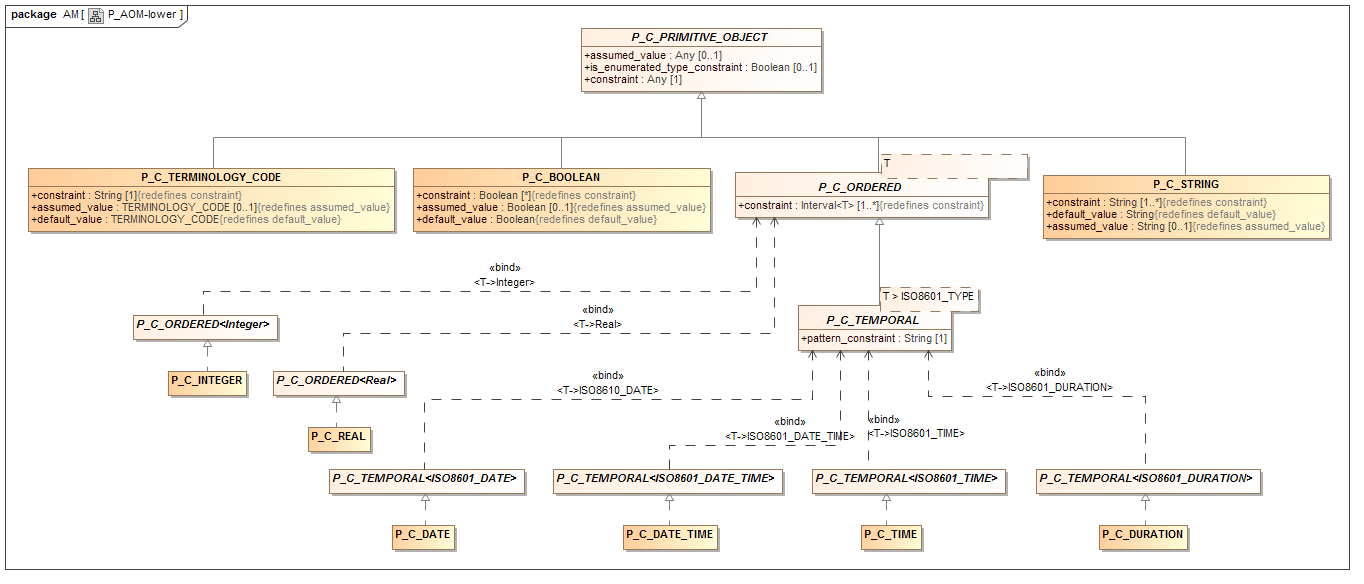 package AM[ P_AOM-lower ]
P_C_PRIMITIVE_OBJECT
+assumed_value : Any [0..1]
+is_enumerated_type_constraint : Boolean [0..1]
+constraint : Any [1]
P_C_TERMINOLOGY_CODE
+constraint : String [1]{redefines constraint}
+assumed_value : TERMINOLOGY_CODE [0..1]{redefines assumed_value}
+default_value : TERMINOLOGY_CODE{redefines default_value}
P_C_BOOLEAN
+constraint : Boolean [*]{redefines constraint}
+assumed_value : Boolean [0..1]{redefines assumed_value}
+default_value : Boolean{redefines default_value}
T
P_C_ORDERED
+constraint : Interval<T> [1..*]{redefines constraint}
P_C_STRING
+constraint : String [1..*]{redefines constraint}
+default_value : String{redefines default_value}
+assumed_value : String [0..1]{redefines assumed_value}
«bind»
<T->Integer>
«bind»
<T->Real>
T > ISO8601_TYPE
P_C_TEMPORAL
+pattern_constraint : String [1]
P_C_ORDERED<Integer>
P_C_INTEGER
P_C_ORDERED<Real>
P_C_REAL
«bind»
<T->ISO8610_DATE>
«bind»
<T->ISO8601_DATE_TIME>
«bind»
<T->ISO8601_TIME>
«bind»
<T->ISO8601_DURATION>
P_C_TEMPORAL<ISO8601_DATE>
P_C_TEMPORAL<ISO8601_DATE_TIME>
P_C_TEMPORAL<ISO8601_TIME>
P_C_TEMPORAL<ISO8601_DURATION>
P_C_DATE
P_C_DATE_TIME
P_C_TIME
P_C_DURATION